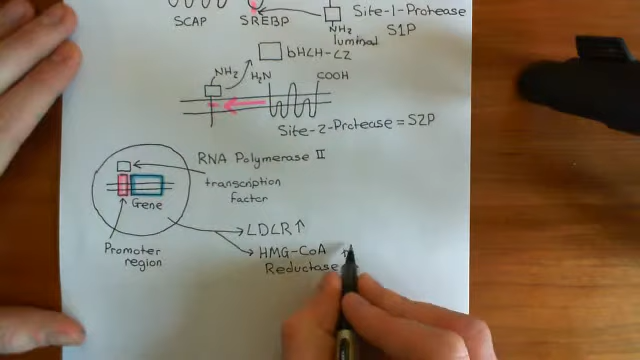 SCAP
SREBP
Site-1-Protease
S1P
NH2
luminal
bHLH-LZ
NH2
H2N
COOH
Site-2-Protease = S2P
RNA Polymerase II
transcription
factor
Gene
Promoter
region
LDLR ↑
HMG-CoA
Reductase